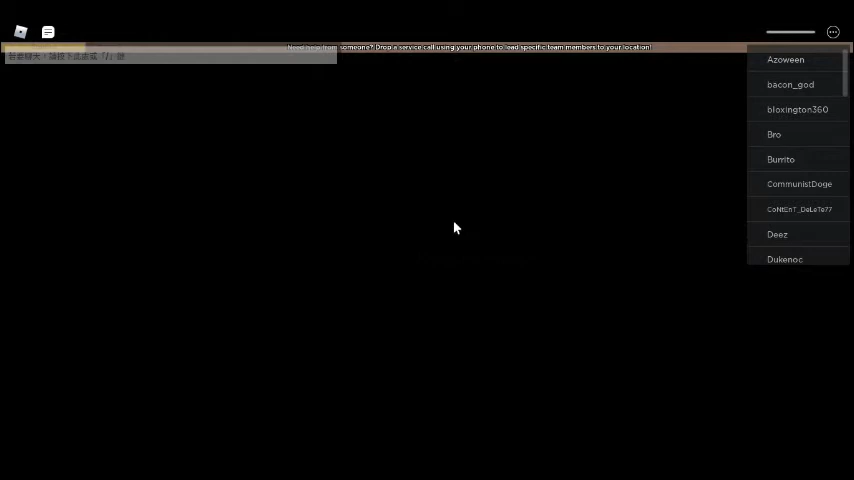 Need help from someone? Drop a service call using your phone to lead specific team members to your location!
Azoween
bacon_god
bloxington360
Bro
Burrito
CommunistDoge
CoNtEnT_DeLeTe77
Deez
Dukenoc